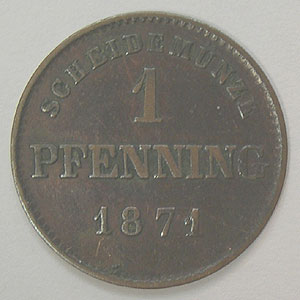 SCHEIDEMÜNZE
1
PFENNING
1871